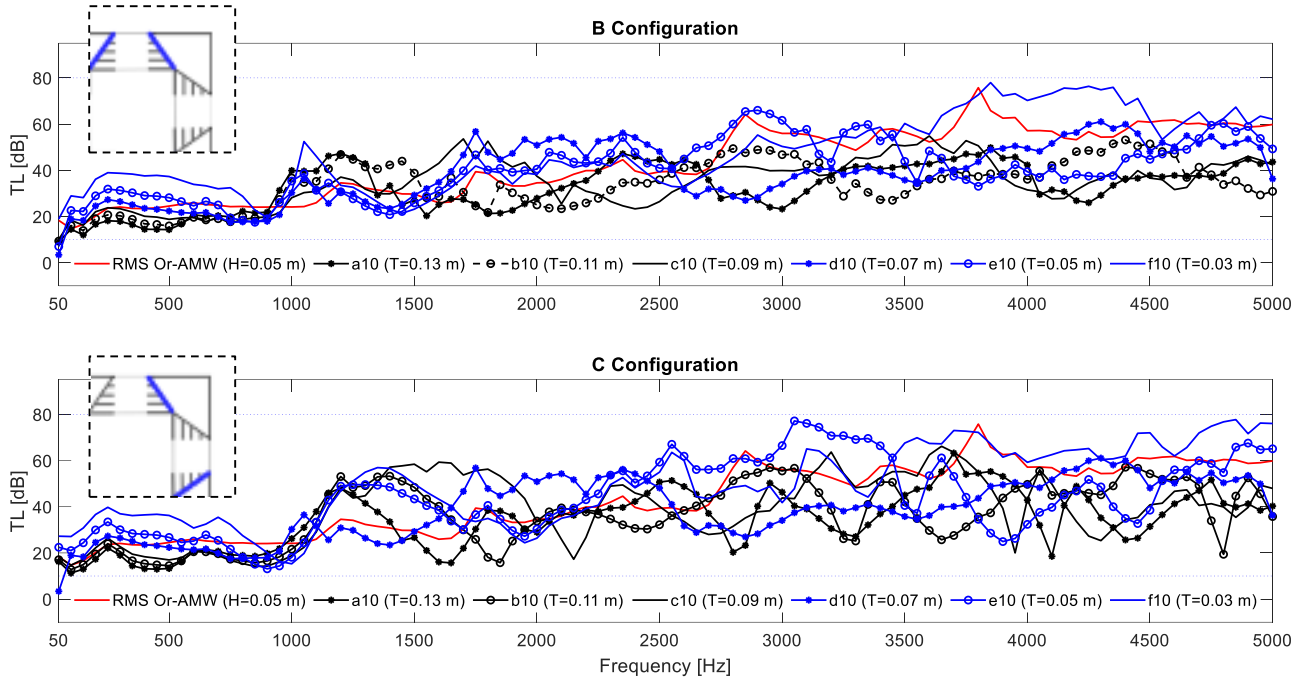 B Configuration
TL [dB]
80
60
40
20
0
RMS Or-AMW (H=0.05 m) a10 (T=0.13 m) b10 (T=0.11 m) c10 (T=0.09 m) d10 (T=0.07 m) e10 (T=0.05 m) f10 (T=0.03 m)
50 500 1000 1500 2000 2500 3000 3500 4000 4500 5000
C Configuration
TL [dB]
80
60
40
20
0
RMS Or-AMW (H=0.05 m) a10 (T=0.13 m) b10 (T=0.11 m) c10 (T=0.09 m) d10 (T=0.07 m) e10 (T=0.05 m) f10 (T=0.03 m)
50 500 1000 1500 2000 2500 3000 3500 4000 4500 5000
Frequency [Hz]